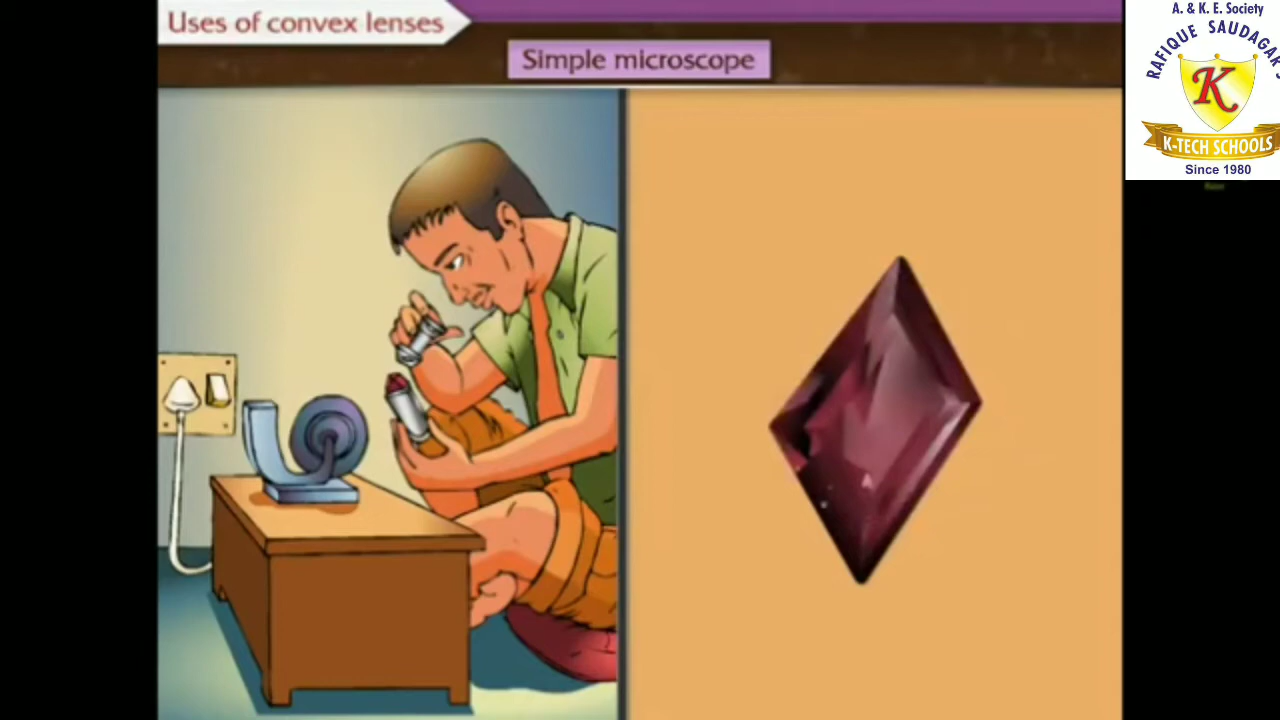 Uses of convex lenses
Simple microscope
A. & K. E. Society
RAFIQUE SAUDAGAR'S
K
K-TECH SCHOOLS
Since 1980